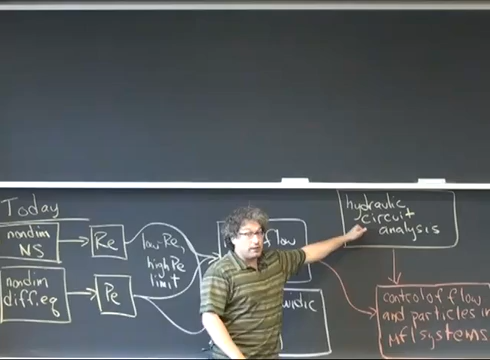 Today
nondim
NS
Re
low-Re,
high Pe
limit
flow
hydraulic
circuit
analysis
nondim
diff.eq
Pe
control of flow
and particles in
μfl systems